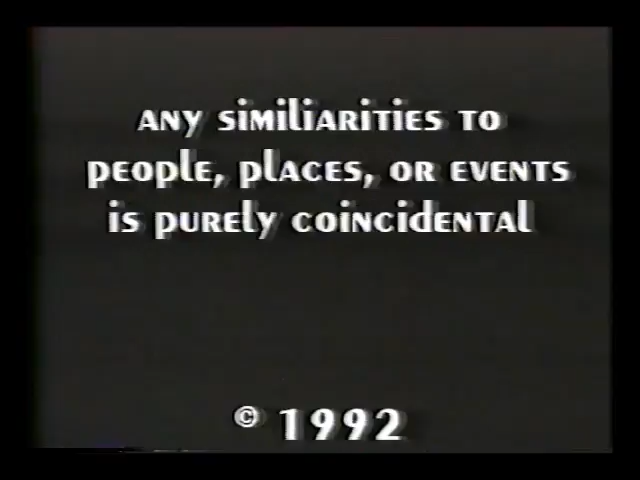 ANY SIMILIARITIES TO
PEOPLE, PLACES, OR EVENTS
IS PURELY COINCIDENTAL
© 1992